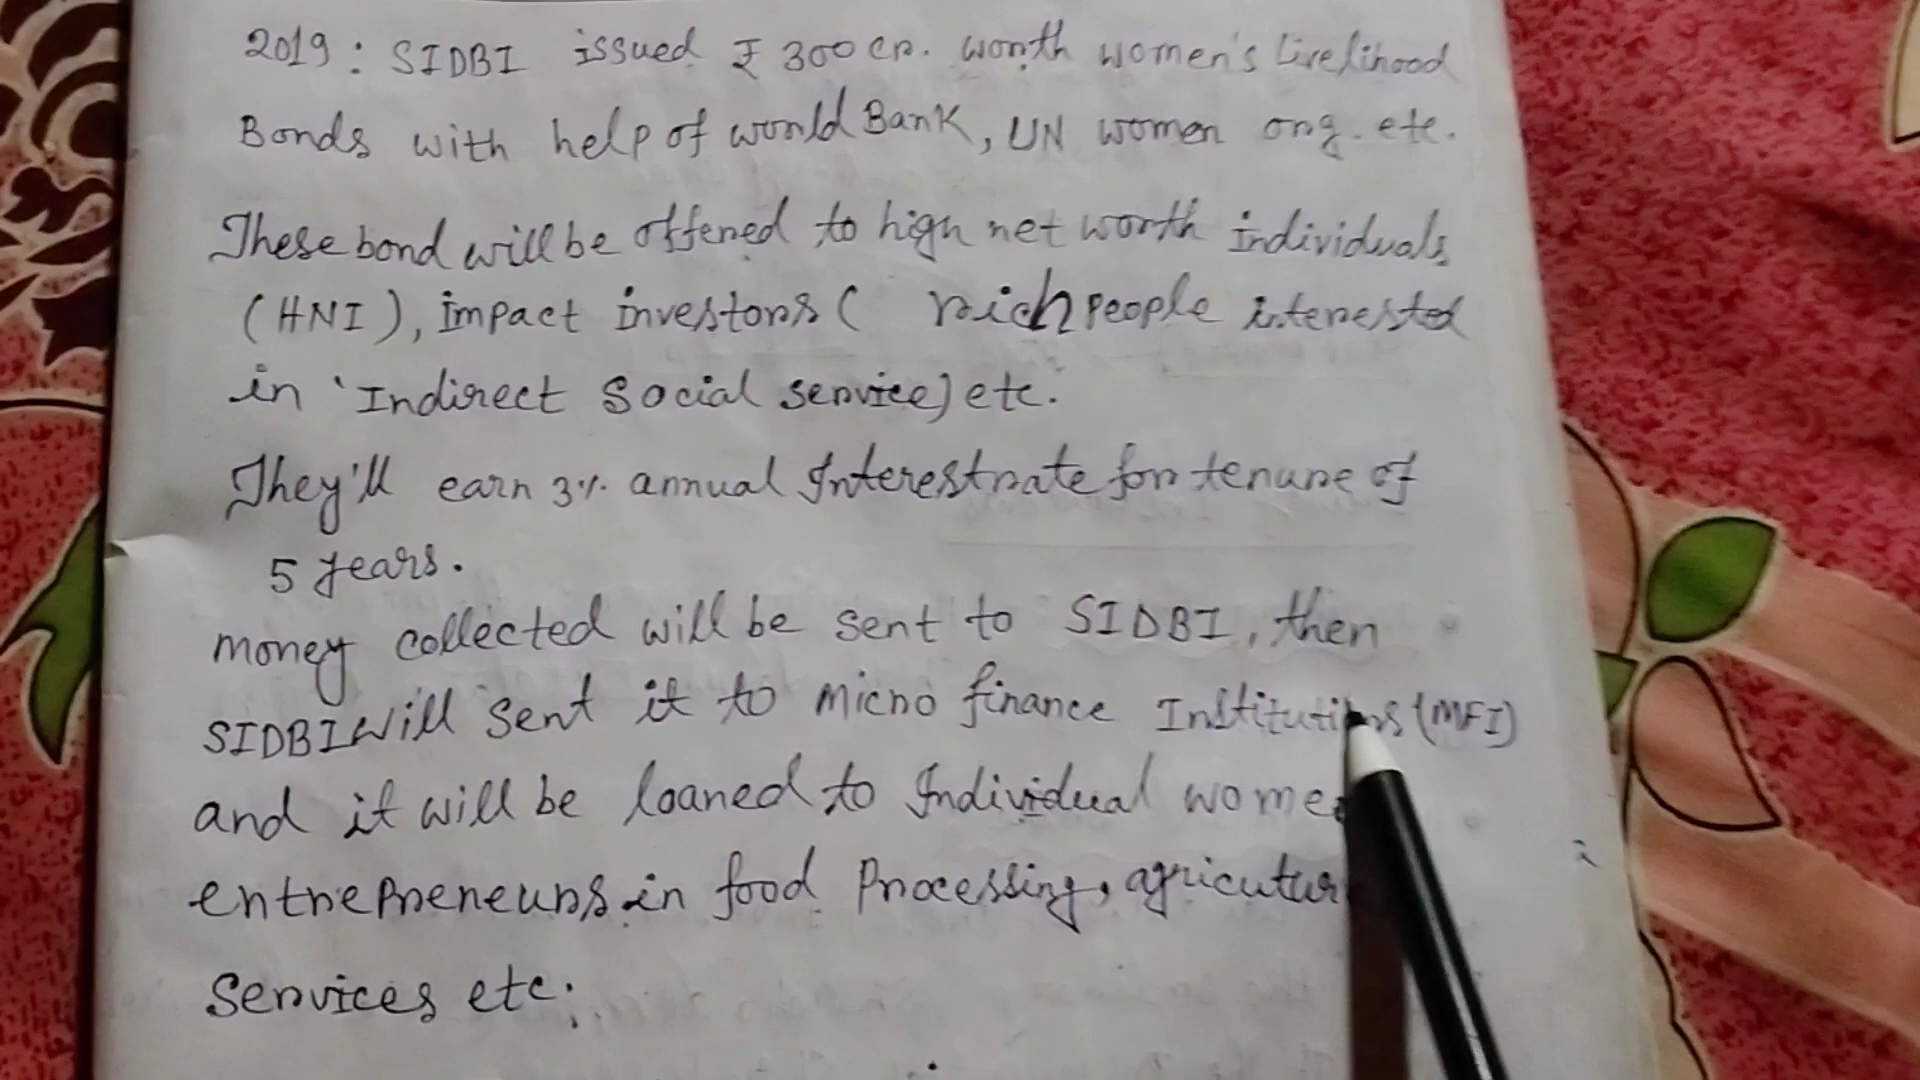 2019: SIDBI issued ₹ 300 cr. worth women's Livelihood
Bonds with help of world Bank, UN women org. etc.
These bond will be offered to high net worth individuals
(HNI), impact investors ( rich people interested
in 'Indirect Social service) etc.
They'll earn 3% annual Interest rate for tenure of
5 years.
money collected will be sent to SIDBI, then
SIDBI will sent it to micro finance Institutions (MFI)
and it will be loaned to Individual women
entrepreneurs in food Processing, agricuture
Services etc.